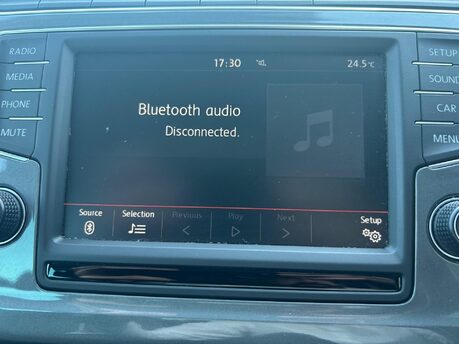 RADIO
MEDIA
PHONE
MUTE
17:30
24.5°C
Bluetooth audio
Disconnected.
Source
Selection
Previous
Play
Next
Setup
SETUP
SOUND
CAR
MENU